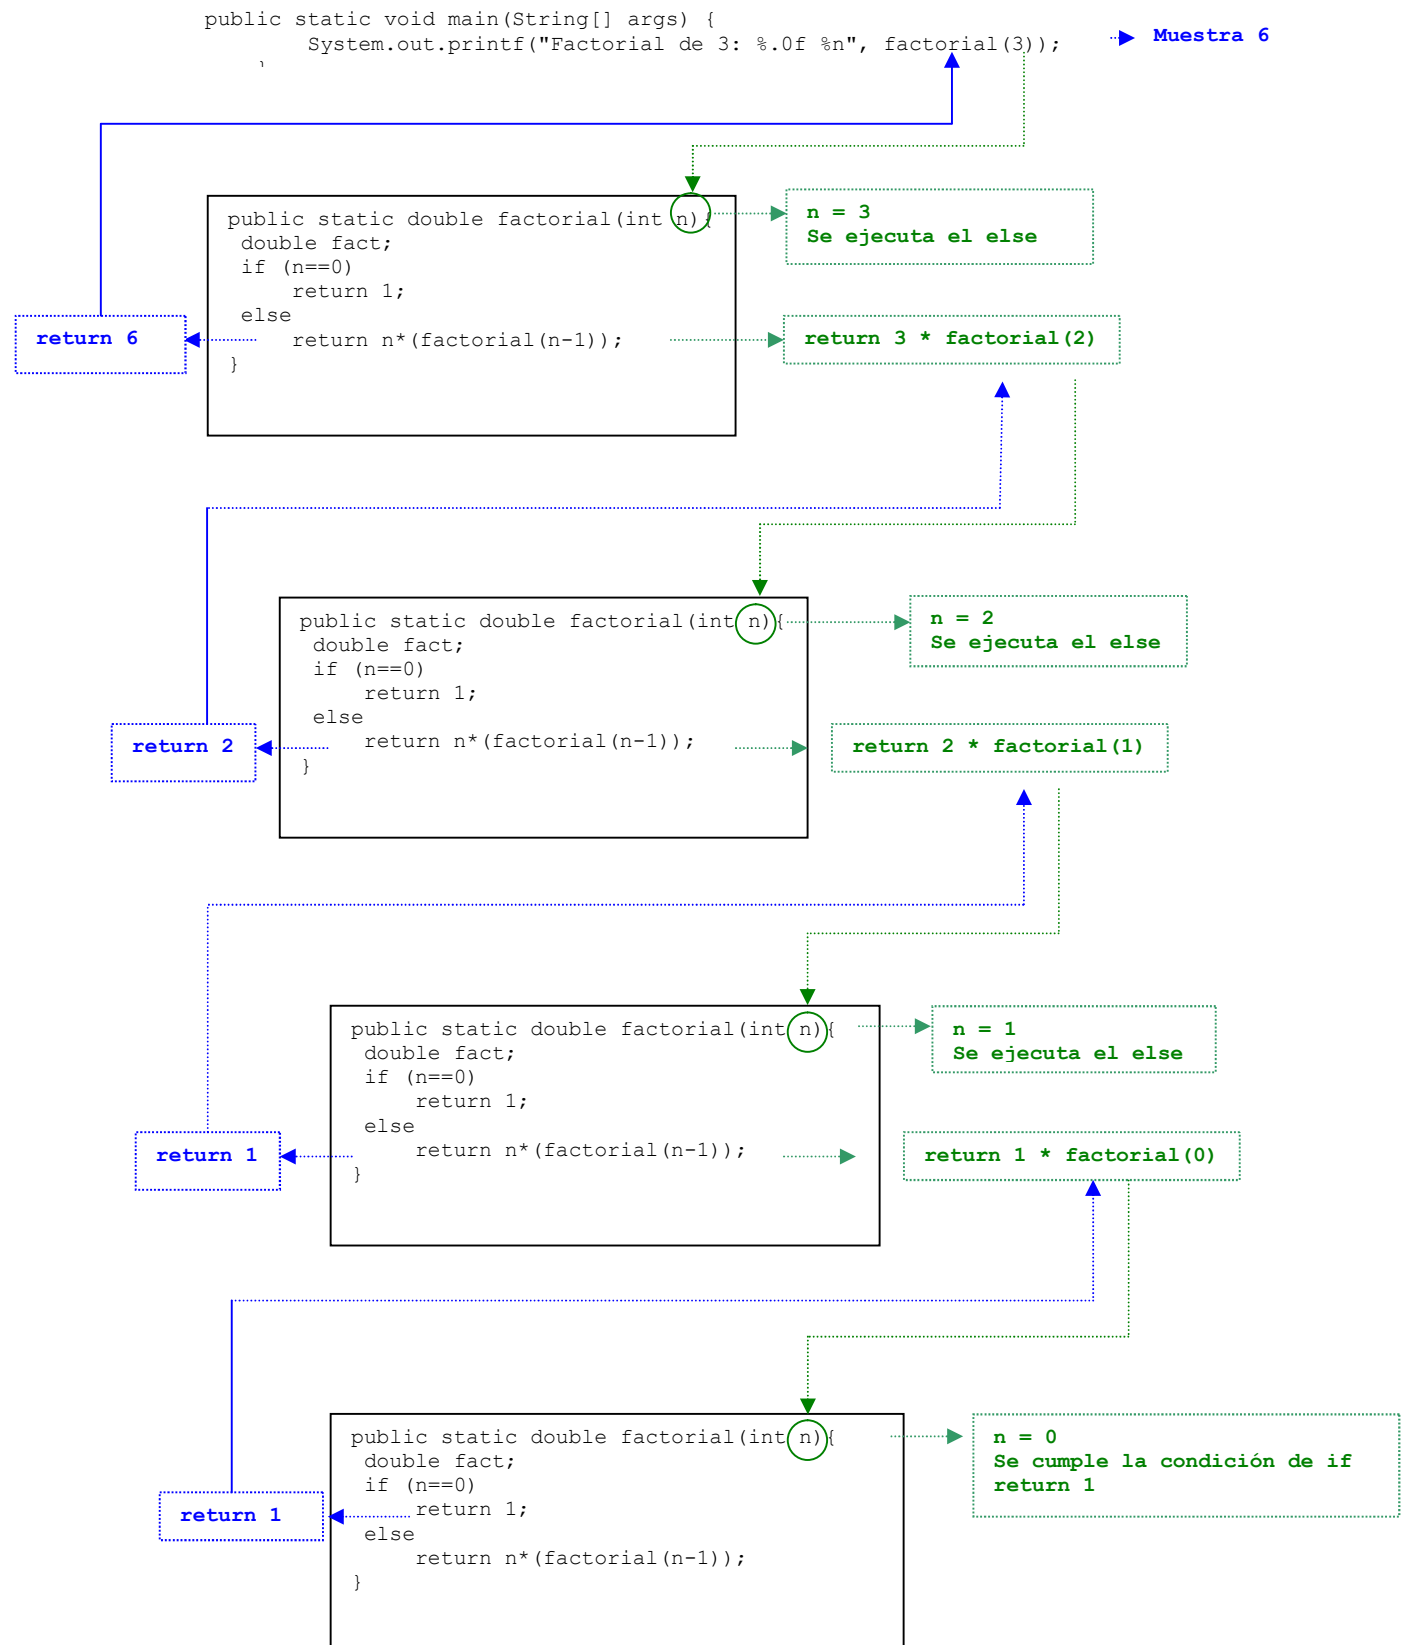 public static void main(String[] args) {
System.out.printf("Factorial de 3: %.0f %n", factorial(3));
}
Muestra 6
public static double factorial(int n){
double fact;
if (n==0)
return 1;
else
return n*(factorial(n-1));
}
n = 3
Se ejecuta el else
return 6
return 3 * factorial(2)
public static double factorial(int n){
double fact;
if (n==0)
return 1;
else
return n*(factorial(n-1));
}
n = 2
Se ejecuta el else
return 2
return 2 * factorial(1)
public static double factorial(int n){
double fact;
if (n==0)
return 1;
else
return n*(factorial(n-1));
}
n = 1
Se ejecuta el else
return 1
return 1 * factorial(0)
public static double factorial(int n){
double fact;
if (n==0)
return 1;
else
return n*(factorial(n-1));
}
n = 0
Se cumple la condición de if
return 1
return 1